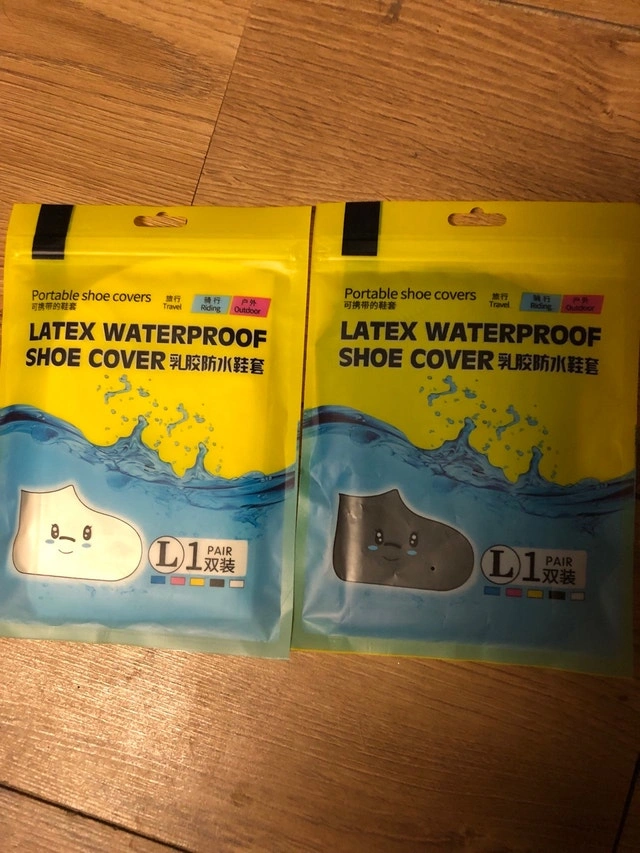 Portable shoe covers
可携带的鞋套
旅行
Travel
骑行
Riding
户外
Outdoor
LATEX WATERPROOF
SHOE COVER 乳胶防水鞋套
L 1 PAIR
双装
Portable shoe covers
可携带的鞋套
旅行
Travel
骑行
Riding
户外
Outdoor
LATEX WATERPROOF
SHOE COVER 乳胶防水鞋套
L 1 PAIR
双装